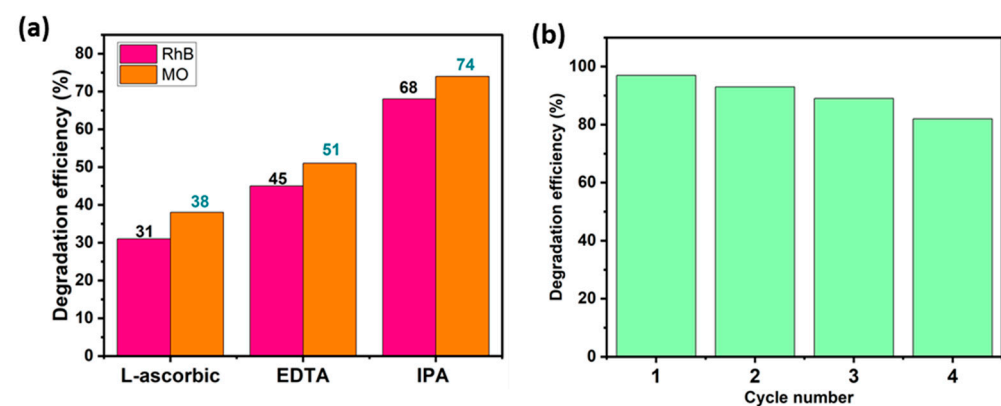 (a)
RhB
MO
Degradation efficiency (%)
80
70
60
50
40
30
20
10
0
31
38
45
51
68
74
L-ascorbic
EDTA
IPA
(b)
Degradation efficiency (%)
100
80
60
40
20
0
1
2
3
4
Cycle number